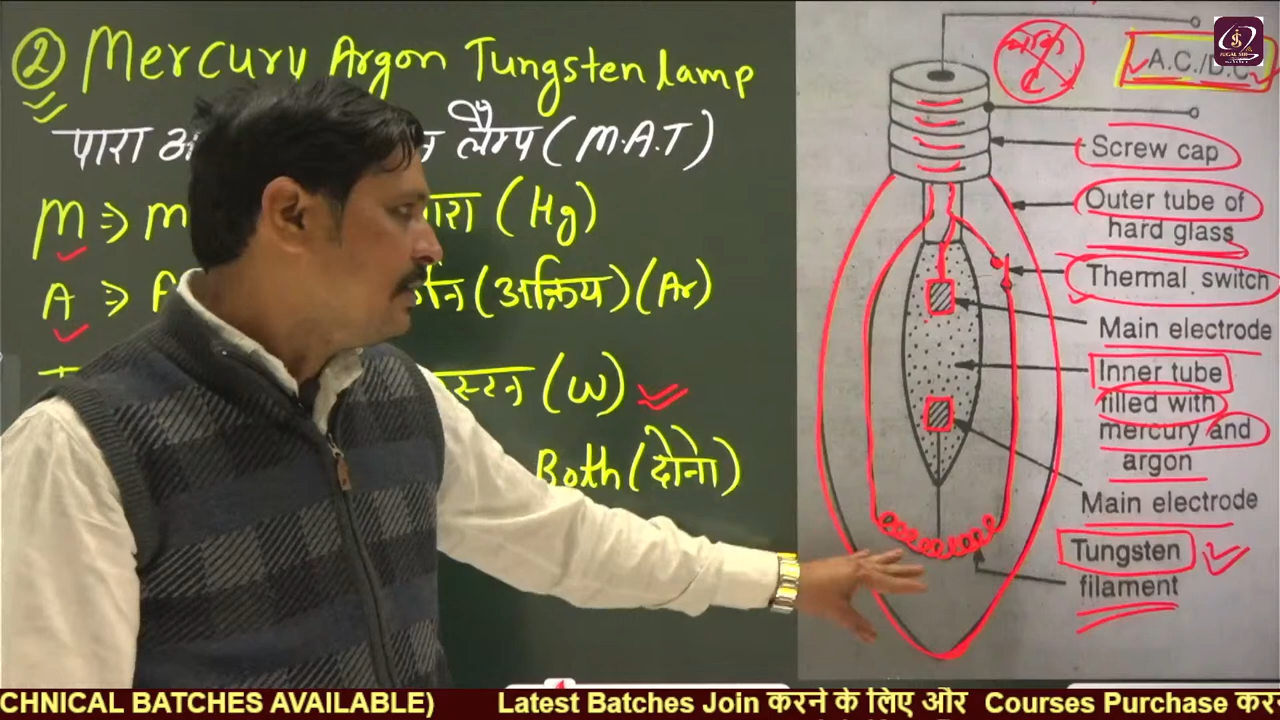 ② Mercury Argon Tungsten lamp
पारा लैम्प (M.A.T)
M ⇒ पारा (Hg)
A ⇒ (अक्रिय) (Ar)
(W)
Both (दोनो)
A.C./D.C.
Screw cap
Outer tube of
hard glass
Thermal switch
Main electrode
Inner tube
filled with
mercury and
argon
Main electrode
Tungsten
filament
CHNICAL BATCHES AVAILABLE) Latest Batches Join करने के लिए और Courses Purchase कर